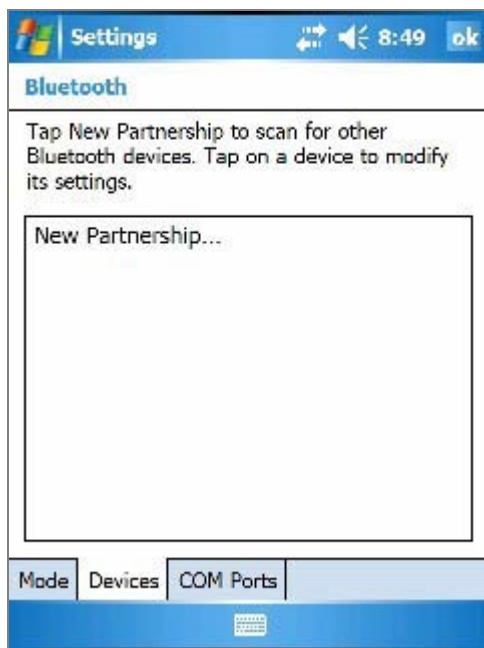 Settings 8:49 ok
Bluetooth
Tap New Partnership to scan for other
Bluetooth devices. Tap on a device to modify
its settings.
New Partnership...
Mode Devices COM Ports